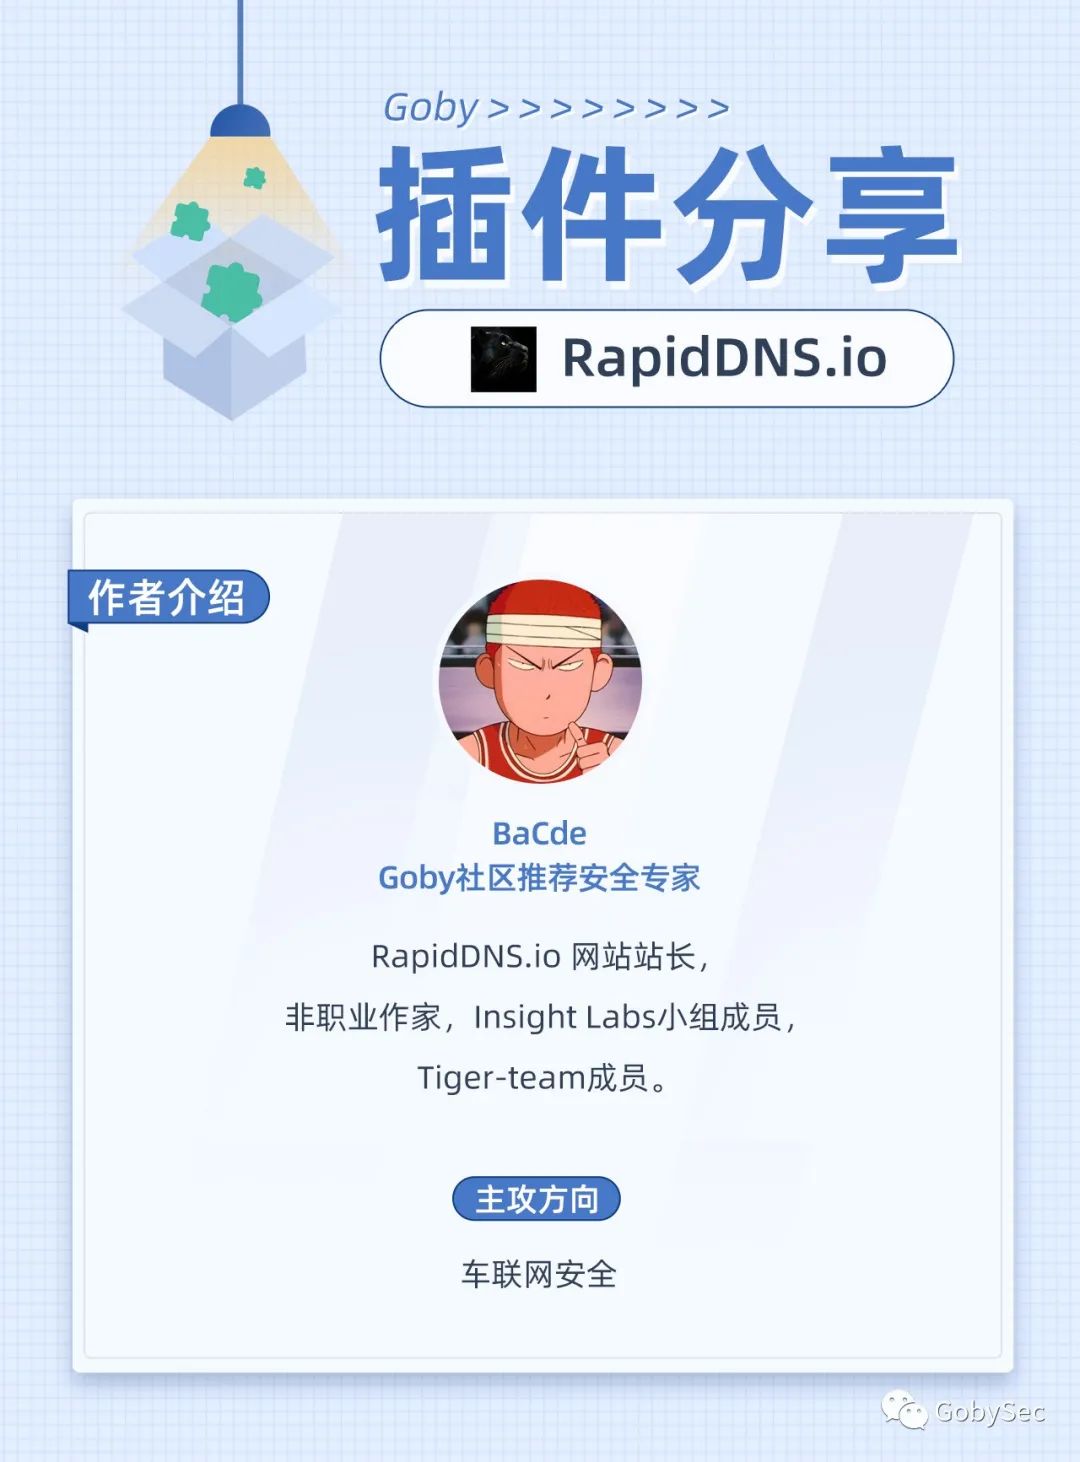 Goby>>>>>>>>
插件分享
RapidDNS.io
作者介绍
BaCde
Goby社区推荐安全专家
RapidDNS.io 网站站长，
非职业作家，Insight Labs小组成员，
Tiger-team成员。
主攻方向
车联网安全
GobySec